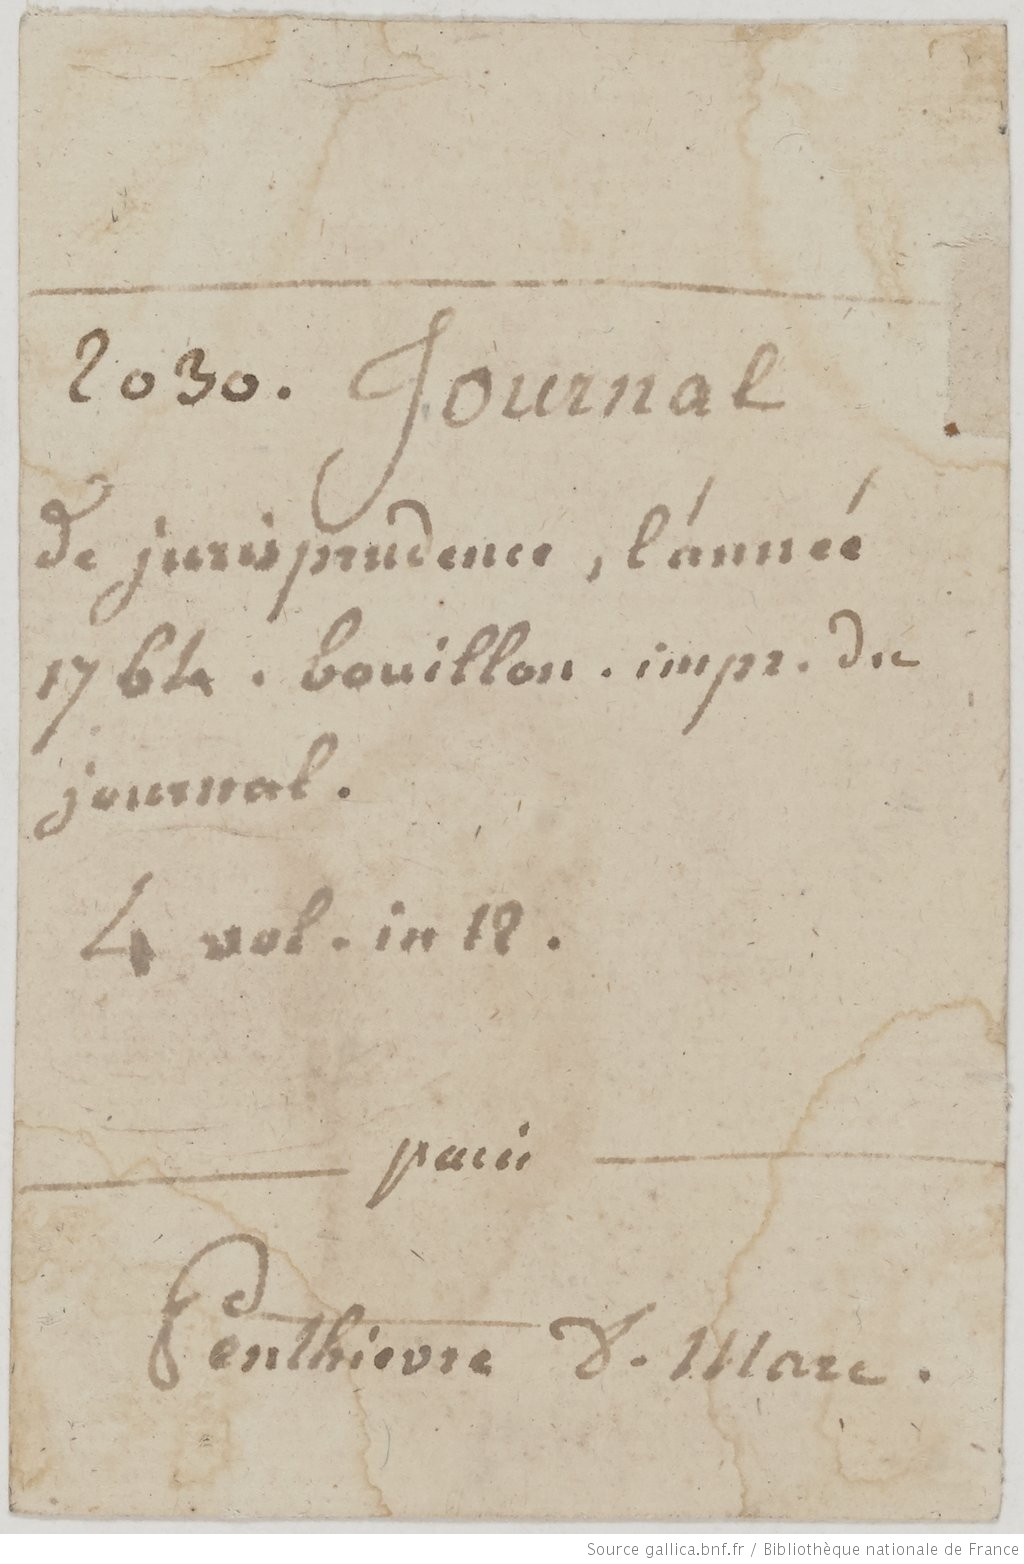 2030. Journal
de jurisprudence, l'année
1764. bouillon. impr. du
journal.
4 vol. in 12.
paris
Penthievre D. Marc.
Source gallica.bnf.fr / Bibliothèque nationale de France